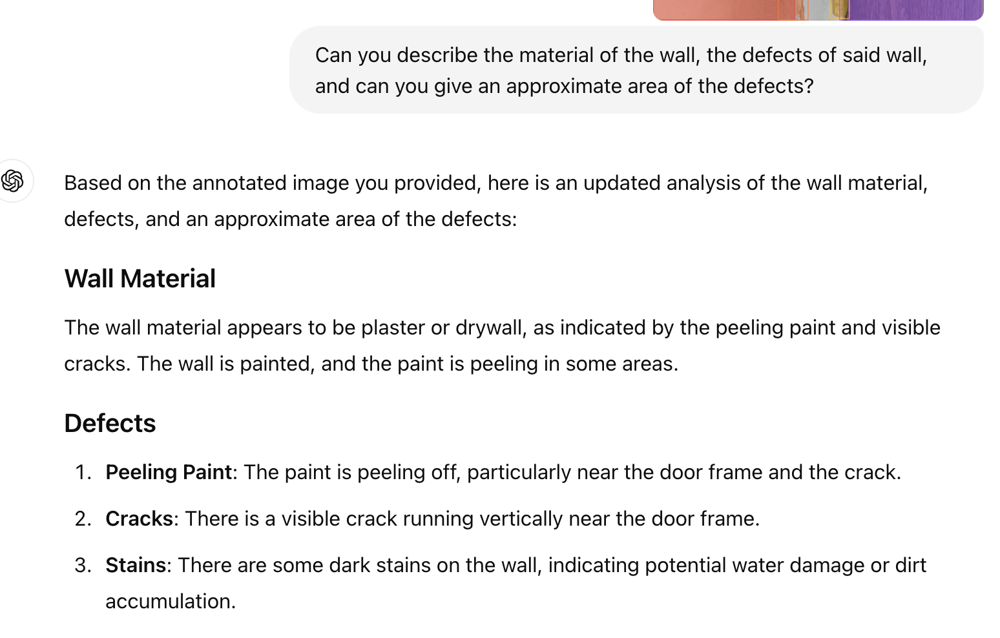 Can you describe the material of the wall, the defects of said wall,
and can you give an approximate area of the defects?
Based on the annotated image you provided, here is an updated analysis of the wall material,
defects, and an approximate area of the defects:
Wall Material
The wall material appears to be plaster or drywall, as indicated by the peeling paint and visible
cracks. The wall is painted, and the paint is peeling in some areas.
Defects
1. Peeling Paint: The paint is peeling off, particularly near the door frame and the crack.
2. Cracks: There is a visible crack running vertically near the door frame.
3. Stains: There are some dark stains on the wall, indicating potential water damage or dirt
accumulation.